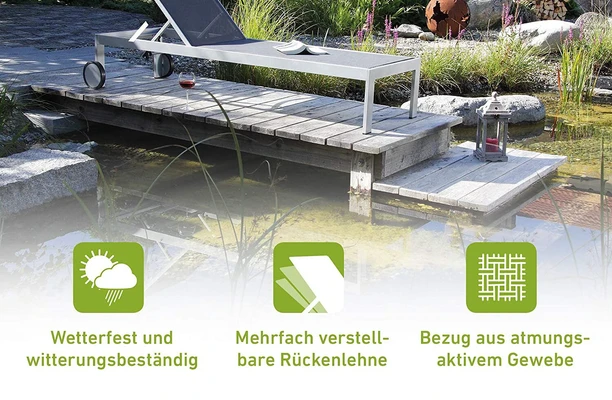 Wetterfest und
witterungsbeständig
Mehrfach verstell-
bare Rückenlehne
Bezug aus atmungs-
aktivem Gewebe